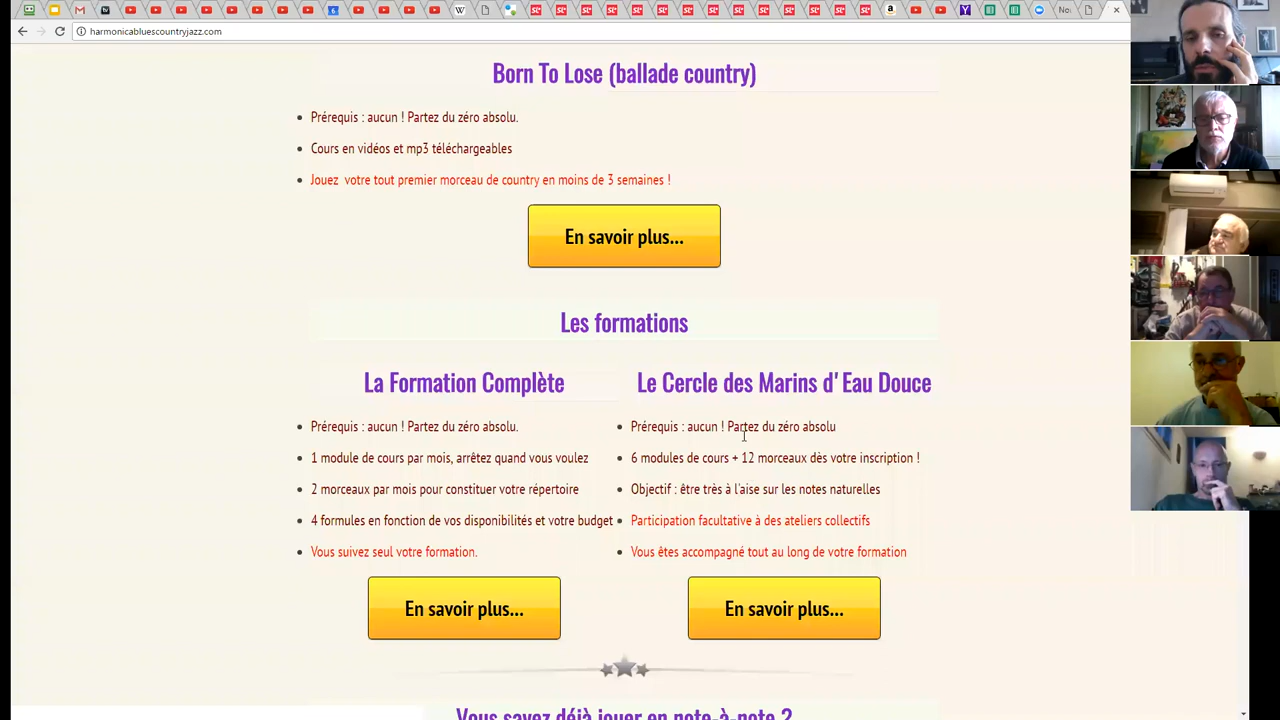 harmonicabluescountryjazz.com
Born To Lose (ballade country)
Prérequis : aucun ! Partez du zéro absolu.
Cours en vidéos et mp3 téléchargeables
Jouez votre tout premier morceau de country en moins de 3 semaines !
En savoir plus...
Les formations
La Formation Complète
Prérequis : aucun ! Partez du zéro absolu.
1 module de cours par mois, arrêtez quand vous voulez
2 morceaux par mois pour constituer votre répertoire
4 formules en fonction de vos disponibilités et votre budget
Vous suivez seul votre formation.
En savoir plus...
Le Cercle des Marins d'Eau Douce
Prérequis : aucun ! Partez du zéro absolu
6 modules de cours + 12 morceaux dès votre inscription !
Objectif : être très à l'aise sur les notes naturelles
Participation facultative à des ateliers collectifs
Vous êtes accompagné tout au long de votre formation
En savoir plus...
Vous savez déjà jouer en note-à-note ?